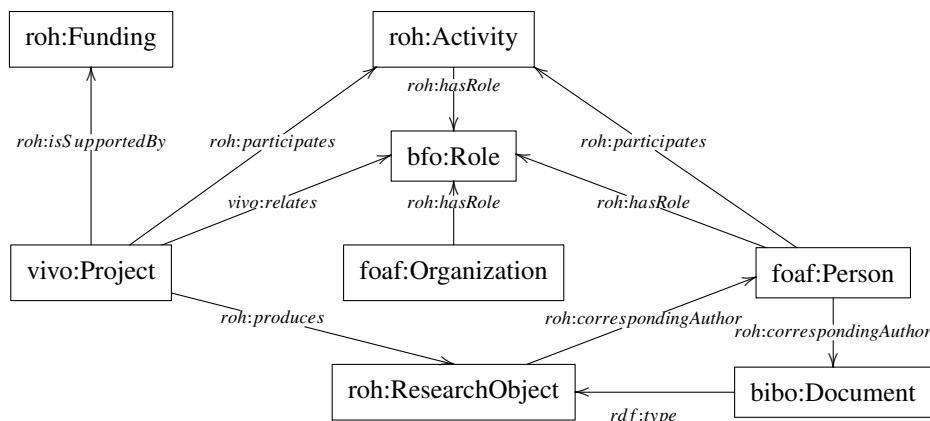 roh:Funding
roh:Activity
roh:hasRole
roh:isSupportedBy
roh:participates
roh:participates
bfo:Role
vivo:relates
roh:hasRole
roh:hasRole
vivo:Project
foaf:Organization
foaf:Person
roh:produces
roh:correspondingAuthor
roh:correspondingAuthor
roh:ResearchObject
bibo:Document
rdf:type